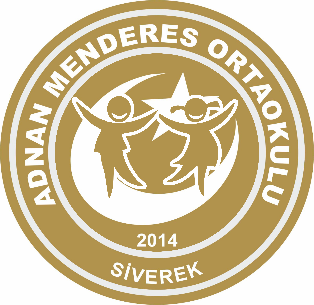 ADNAN MENDERES ORTAOKULU
2014
SİVEREK